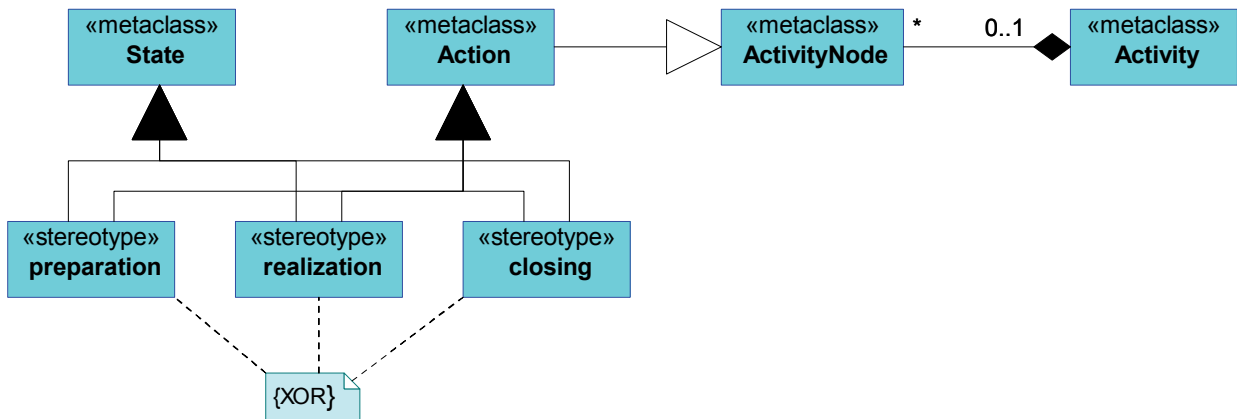 «metaclass»
State
«metaclass»
Action
«metaclass»
ActivityNode
*
0..1
«metaclass»
Activity
«stereotype»
preparation
«stereotype»
realization
«stereotype»
closing
{XOR}